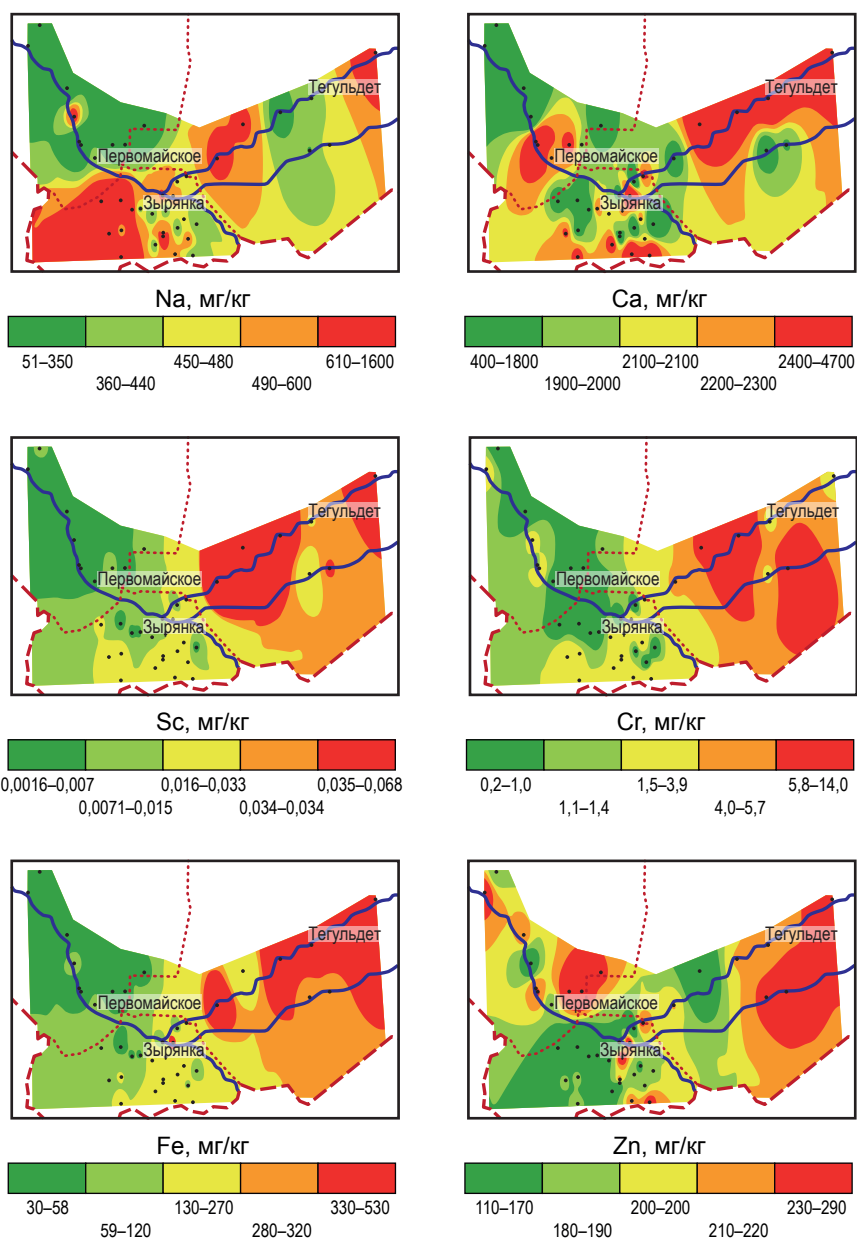 Тегульдет
Первомайское
Зырянка
Na, мг/кг
51–350
450–480
610–1600
360–440
490–600
Тегульдет
Первомайское
Зырянка
Ca, мг/кг
400–1800
2100–2100
2400–4700
1900–2000
2200–2300
Тегульдет
Первомайское
Зырянка
Sc, мг/кг
0,0016–0,007
0,016–0,033
0,035–0,068
0,0071–0,015
0,034–0,034
Тегульдет
Первомайское
Зырянка
Cr, мг/кг
0,2–1,0
1,5–3,9
5,8–14,0
1,1–1,4
4,0–5,7
Тегульдет
Первомайское
Зырянка
Fe, мг/кг
30–58
130–270
330–530
59–120
280–320
Тегульдет
Первомайское
Зырянка
Zn, мг/кг
110–170
200–200
230–290
180–190
210–220